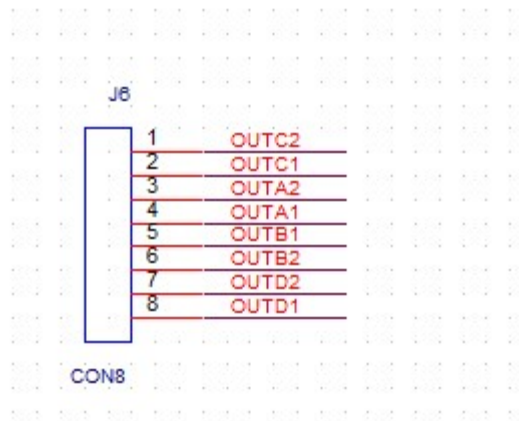 J6
1 OUTC2
2 OUTC1
3 OUTA2
4 OUTA1
5 OUTB1
6 OUTB2
7 OUTD2
8 OUTD1
CON8